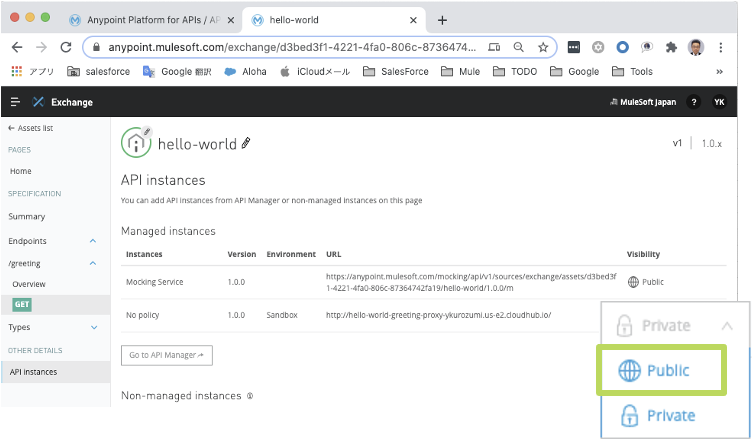 Anypoint Platform for APIs / AP
hello-world
anypoint.mulesoft.com/exchange/d3bed3f1-4221-4fa0-806c-8736474...
アプリ salesforce Google 翻訳 Aloha iCloudメール SalesForce Mule TODO Google Tools
Exchange
MuleSoft Japan ? YK
Assets list
PAGES
Home
SPECIFICATION
Summary
Endpoints
/greeting
Overview
GET
Types
OTHER DETAILS
API instances
hello-world
v1 1.0.x
API instances
You can add API instances from API Manager or non-managed instances on this page
Managed instances
Instances Version Environment URL Visibility
Mocking Service 1.0.0 https://anypoint.mulesoft.com/mocking/api/v1/sources/exchange/assets/d3bed3f
1-4221-4fa0-806c-87364742fa19/hello-world/1.0.0/m Public
No policy 1.0.0 Sandbox http://hello-world-greeting-proxy-ykurozumi.us-e2.cloudhub.io/
Go to API Manager
Non-managed instances
Private
Public
Private